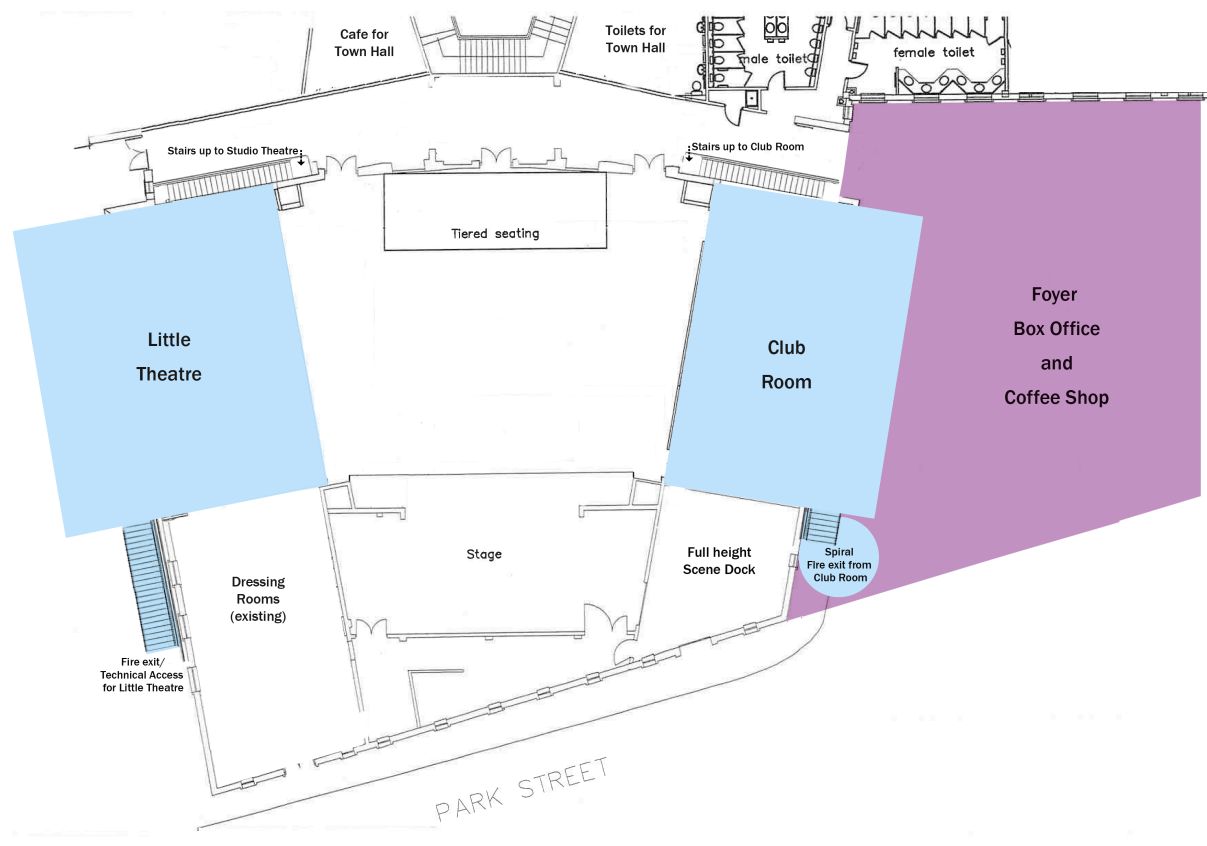 Cafe for
Town Hall
Toilets for
Town Hall
male toilet
female toilet
Stairs up to Studio Theatre
Stairs up to Club Room
Tiered seating
Little
Theatre
Club
Room
Foyer
Box Office
and
Coffee Shop
Stage
Full height
Scene Dock
Spiral
Fire exit from
Club Room
Dressing
Rooms
(existing)
Fire exit/
Technical Access
for Little Theatre
PARK STREET